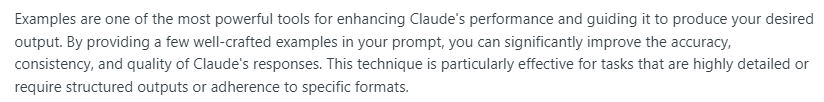 Examples are one of the most powerful tools for enhancing Claude's performance and guiding it to produce your desired
output. By providing a few well-crafted examples in your prompt, you can significantly improve the accuracy,
consistency, and quality of Claude's responses. This technique is particularly effective for tasks that are highly detailed or
require structured outputs or adherence to specific formats.